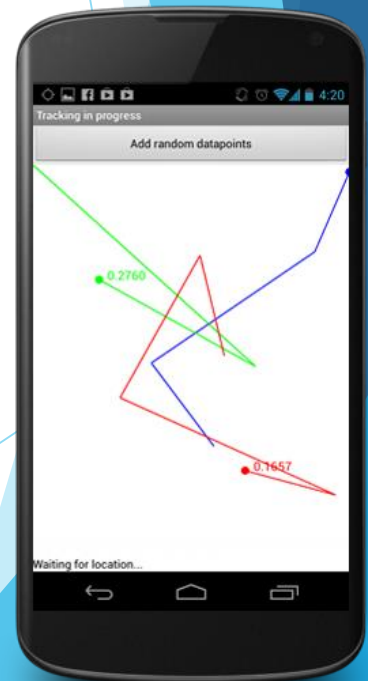 4:20
Tracking in progress
Add random datapoints
0.2760
0.1657
Waiting for location...